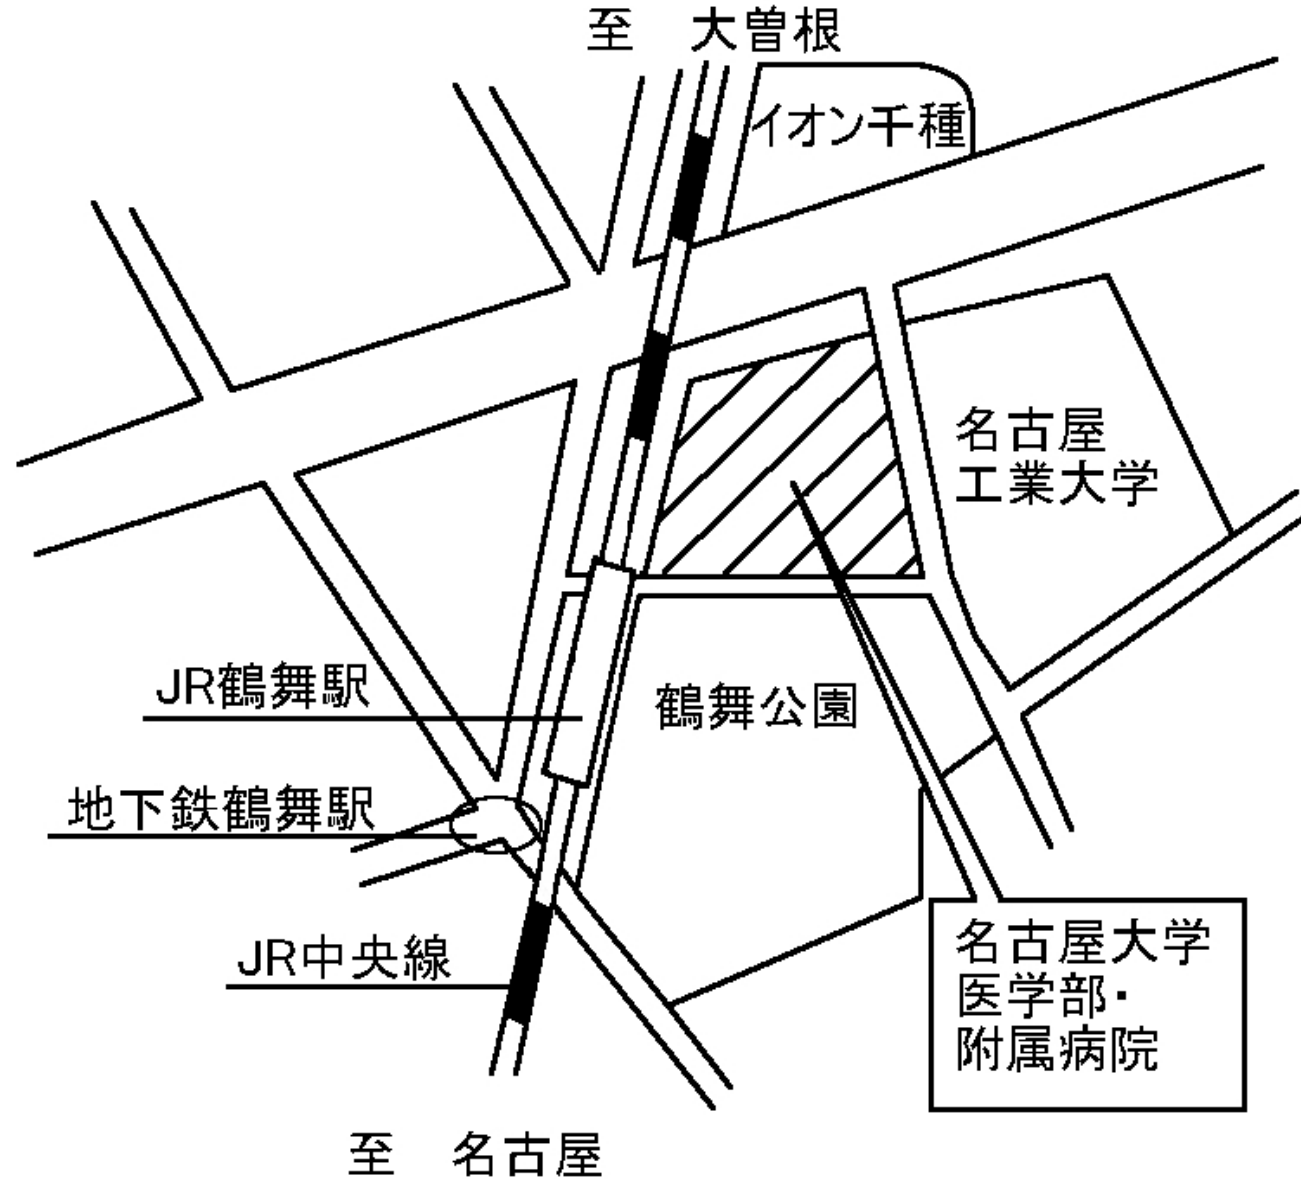 至 大曽根
イオン千種
名古屋
工業大学
JR鶴舞駅
鶴舞公園
地下鉄鶴舞駅
JR中央線
名古屋大学
医学部・
附属病院
至 名古屋